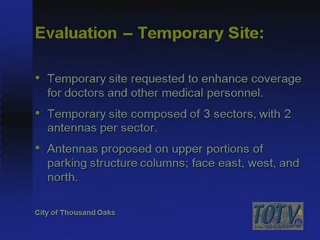 Evaluation – Temporary Site:
• Temporary site requested to enhance coverage
for doctors and other medical personnel.
• Temporary site composed of 3 sectors, with 2
antennas per sector.
• Antennas proposed on upper portions of
parking structure columns; face east, west, and
north.
City of Thousand Oaks
TOTV